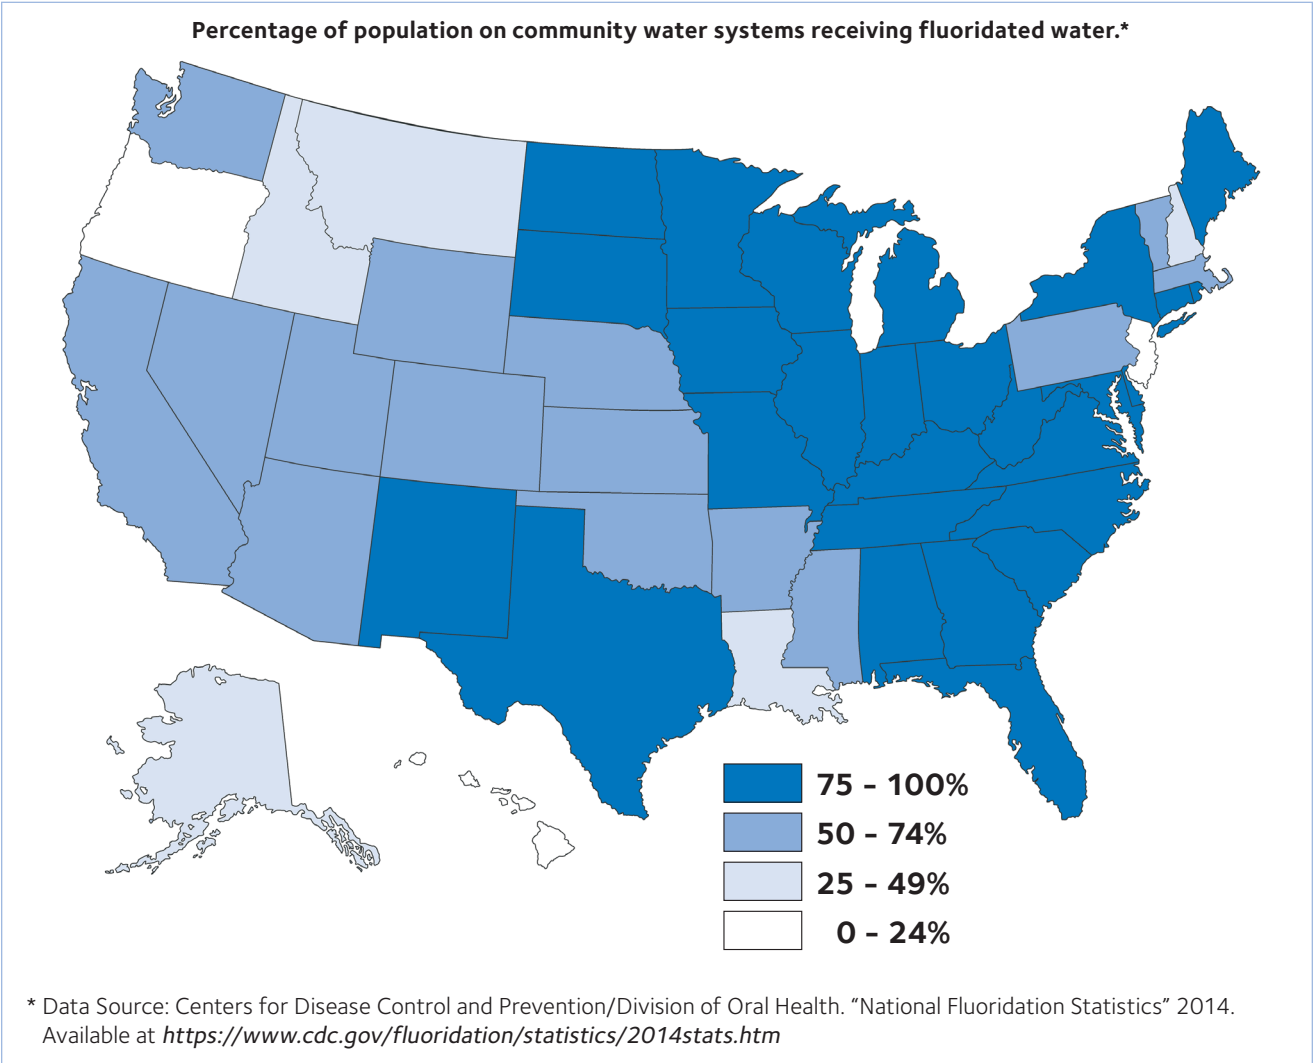 Percentage of population on community water systems receiving fluoridated water.*
75 - 100%
50 - 74%
25 - 49%
0 - 24%
* Data Source: Centers for Disease Control and Prevention/Division of Oral Health. “National Fluoridation Statistics” 2014.
Available at https://www.cdc.gov/fluoridation/statistics/2014stats.htm